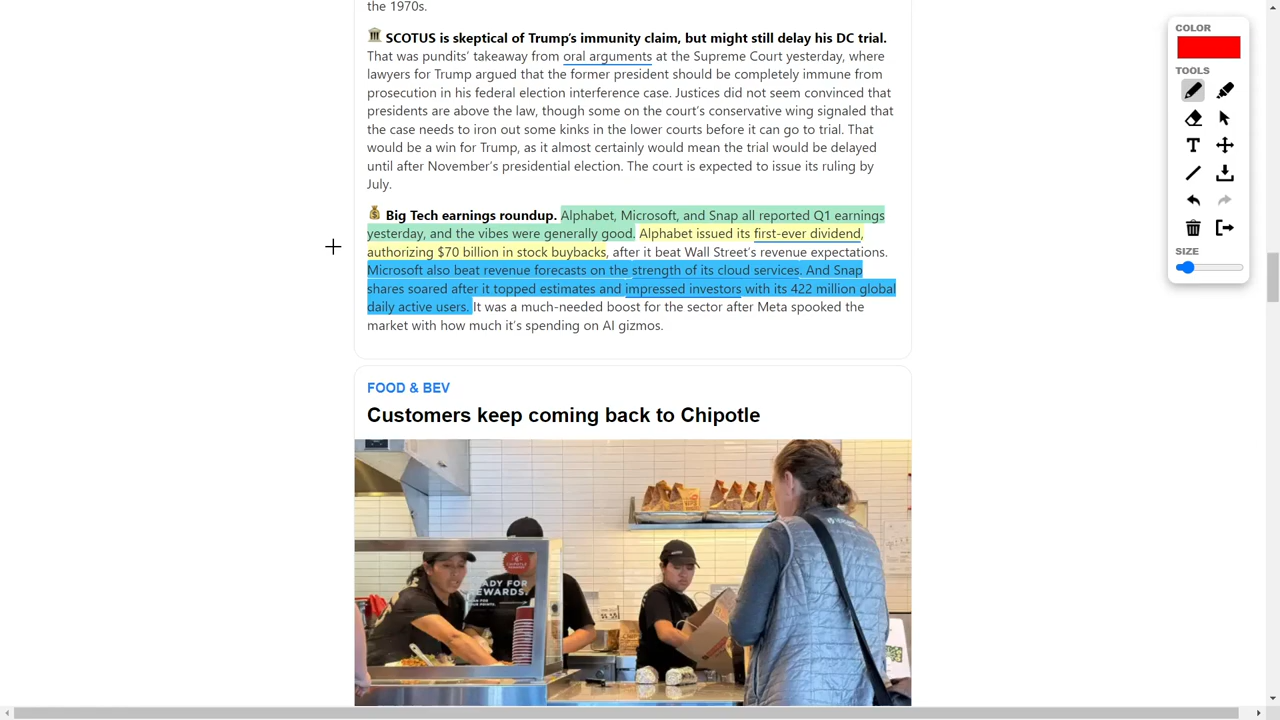 the 1970s.
SCOTUS is skeptical of Trump's immunity claim, but might still delay his DC trial.
That was pundits' takeaway from oral arguments at the Supreme Court yesterday, where
lawyers for Trump argued that the former president should be completely immune from
prosecution in his federal election interference case. Justices did not seem convinced that
presidents are above the law, though some on the court's conservative wing signaled that
the case needs to iron out some kinks in the lower courts before it can go to trial. That
would be a win for Trump, as it almost certainly would mean the trial would be delayed
until after November's presidential election. The court is expected to issue its ruling by
July.
Big Tech earnings roundup. Alphabet, Microsoft, and Snap all reported Q1 earnings
yesterday, and the vibes were generally good. Alphabet issued its first-ever dividend,
authorizing $70 billion in stock buybacks, after it beat Wall Street's revenue expectations.
Microsoft also beat revenue forecasts on the strength of its cloud services. And Snap
shares soared after it topped estimates and impressed investors with its 422 million global
daily active users. It was a much-needed boost for the sector after Meta spooked the
market with how much it's spending on AI gizmos.
FOOD & BEV
Customers keep coming back to Chipotle
READY FOR
REWARDS.
COLOR
TOOLS
T
SIZE